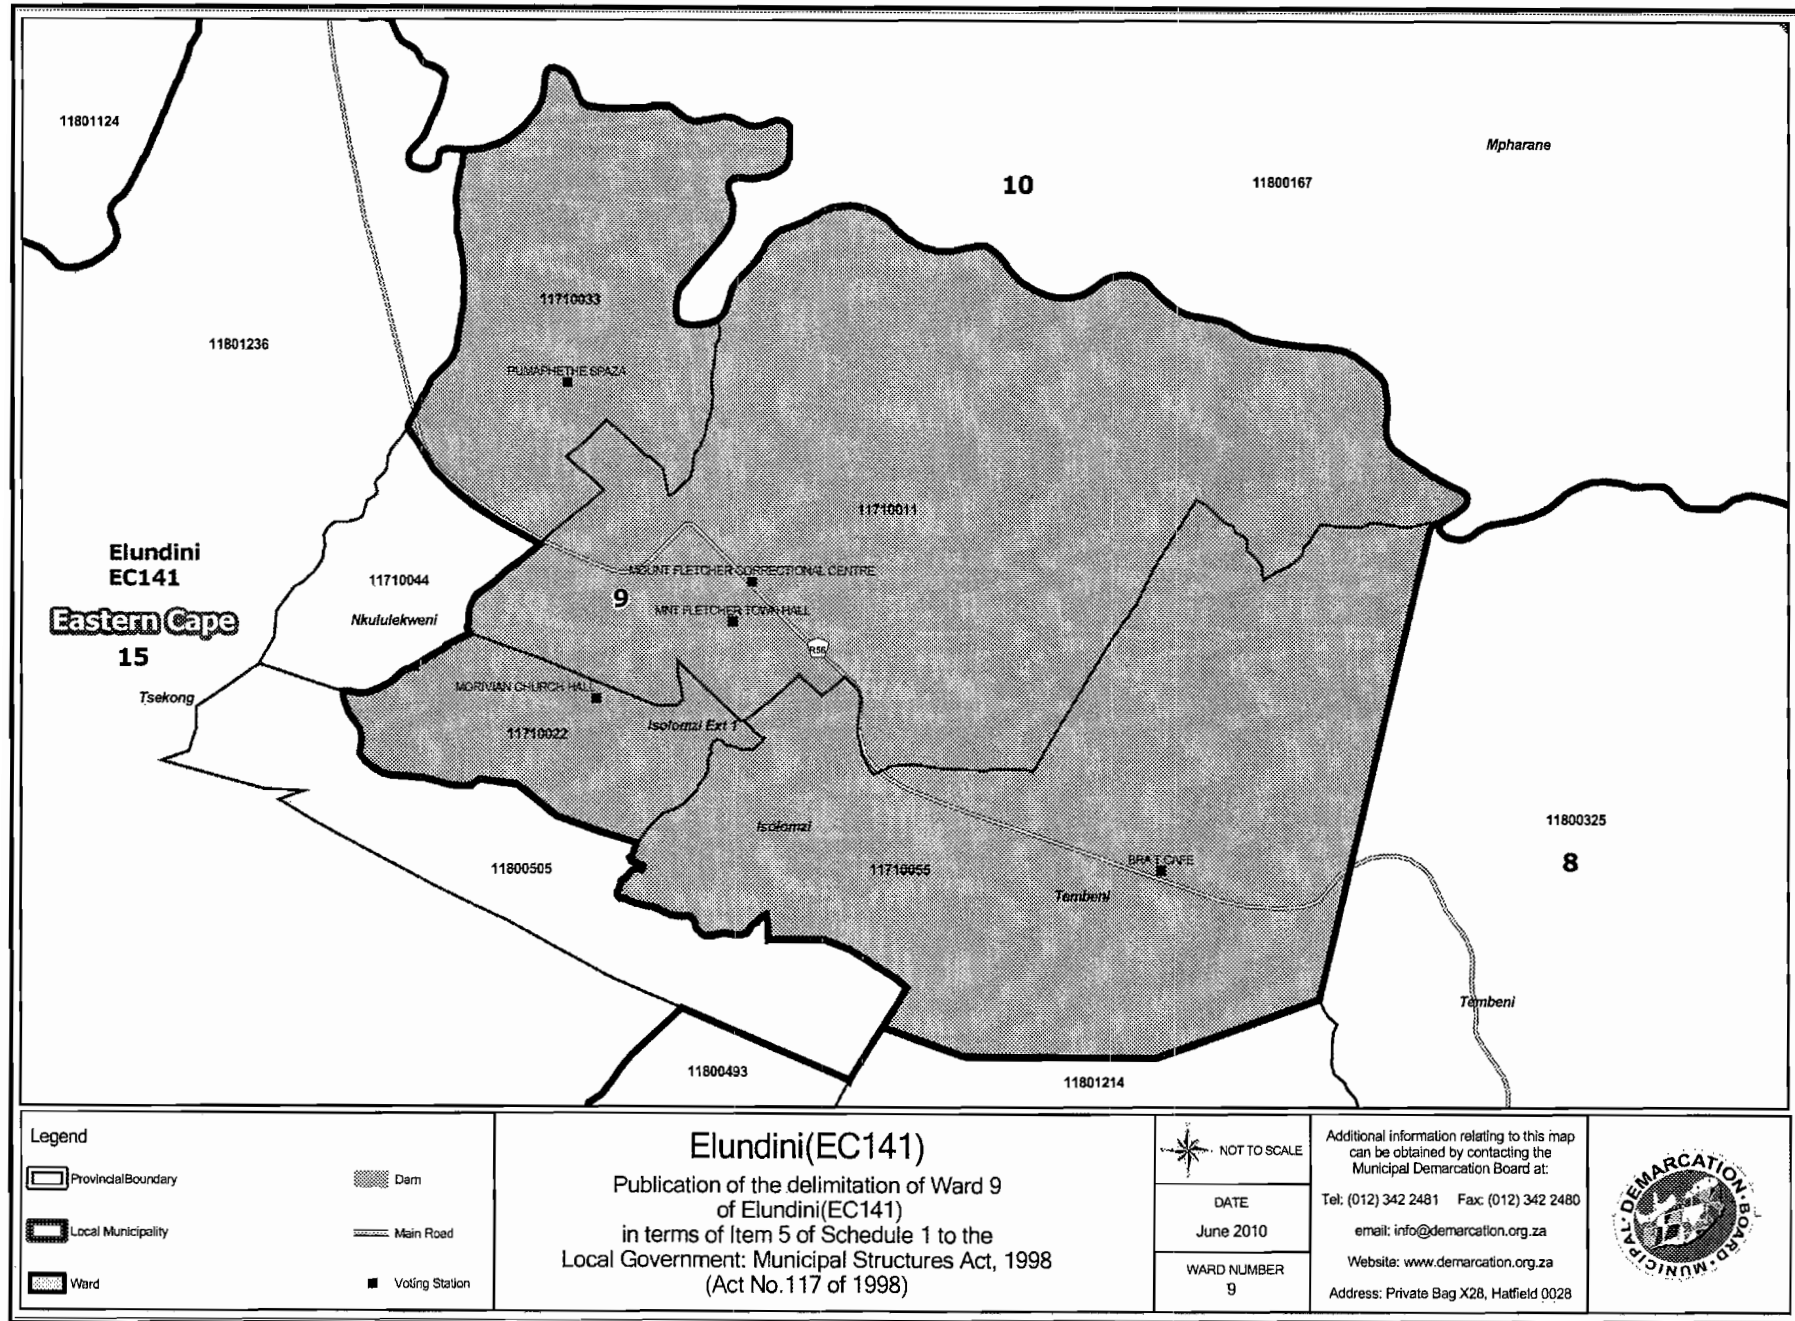 11801124
Mpharane
10
11800167
11710033
11801236
PUMAPHETHE SPAZA
11710011
Elundini
EC141
Eastern Cape
15
11710044
Nkululekweni
MOUNT FLETCHER CORRECTIONAL CENTRE
9
MNT FLETCHER TOWN HALL
R56
Tsekong
MORIVIAN CHURCH HALL
Isolomzi Ext 1
11710022
Isolomzi
11800325
8
11800505
11710055
BRA T CAFE
Tembeni
Tembeni
11800493
11801214
Legend
ProvincialBoundary
Dam
Local Municipality
Main Road
Ward
Voting Station
Elundini(EC141)
Publication of the delimitation of Ward 9
of Elundini(EC141)
in terms of Item 5 of Schedule 1 to the
Local Government: Municipal Structures Act, 1998
(Act No.117 of 1998)
NOT TO SCALE
DATE
June 2010
WARD NUMBER
9
Additional information relating to this map
can be obtained by contacting the
Municipal Demarcation Board at:
Tel: (012) 342 2481 Fax: (012) 342 2480
email: info@demarcation.org.za
Website: www.demarcation.org.za
Address: Private Bag X28, Hatfield 0028
MUNICIPAL DEMARCATION BOARD